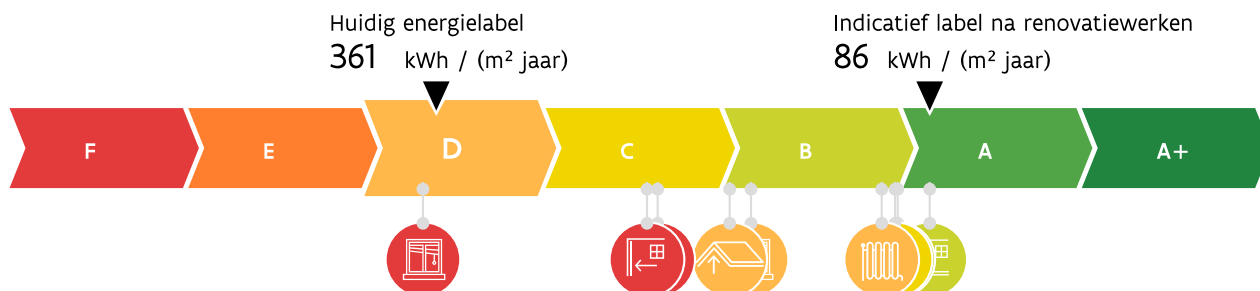 Huidig energielabel
361 kWh / (m² jaar)
Indicatief label na renovatiewerken
86 kWh / (m² jaar)
F E D C B A A+